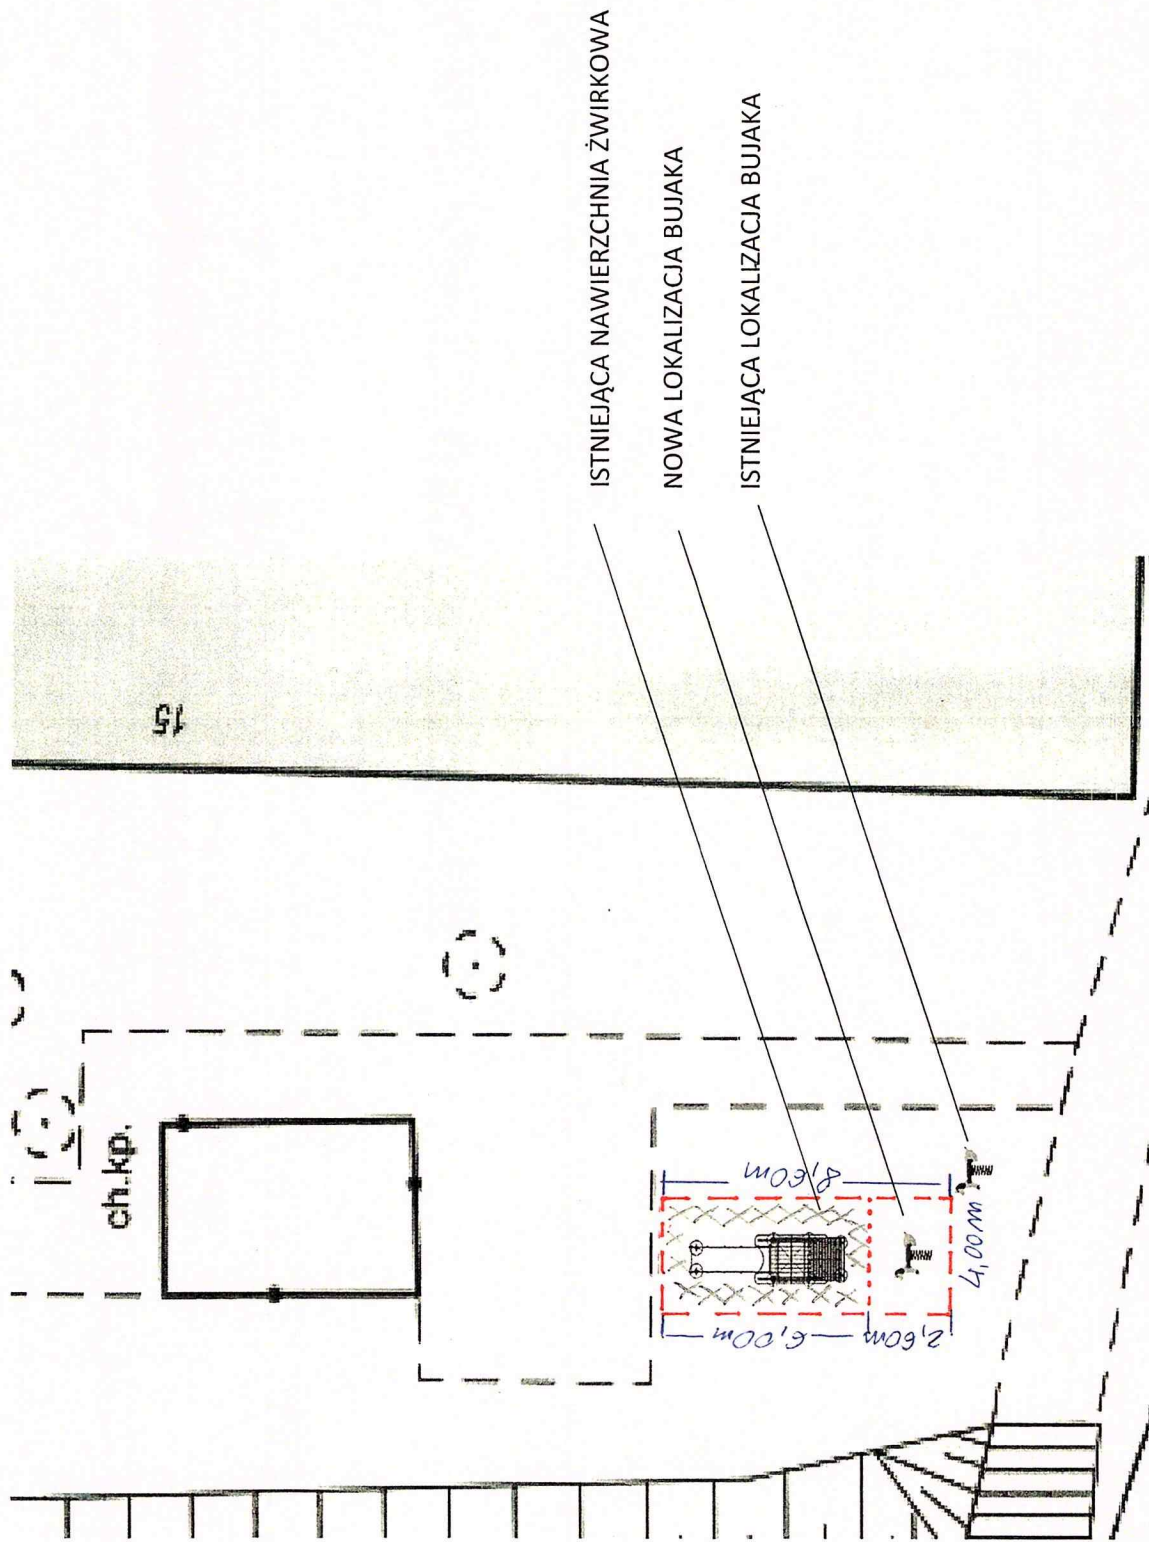 ISTNIEJĄCA NAWIERZCHNIA ŻWIRKOWA
NOWA LOKALIZACJA BUJAKA
ISTNIEJĄCA LOKALIZACJA BUJAKA
15
ch.kp.
8,60m
6,00m
2,60m
4,00m